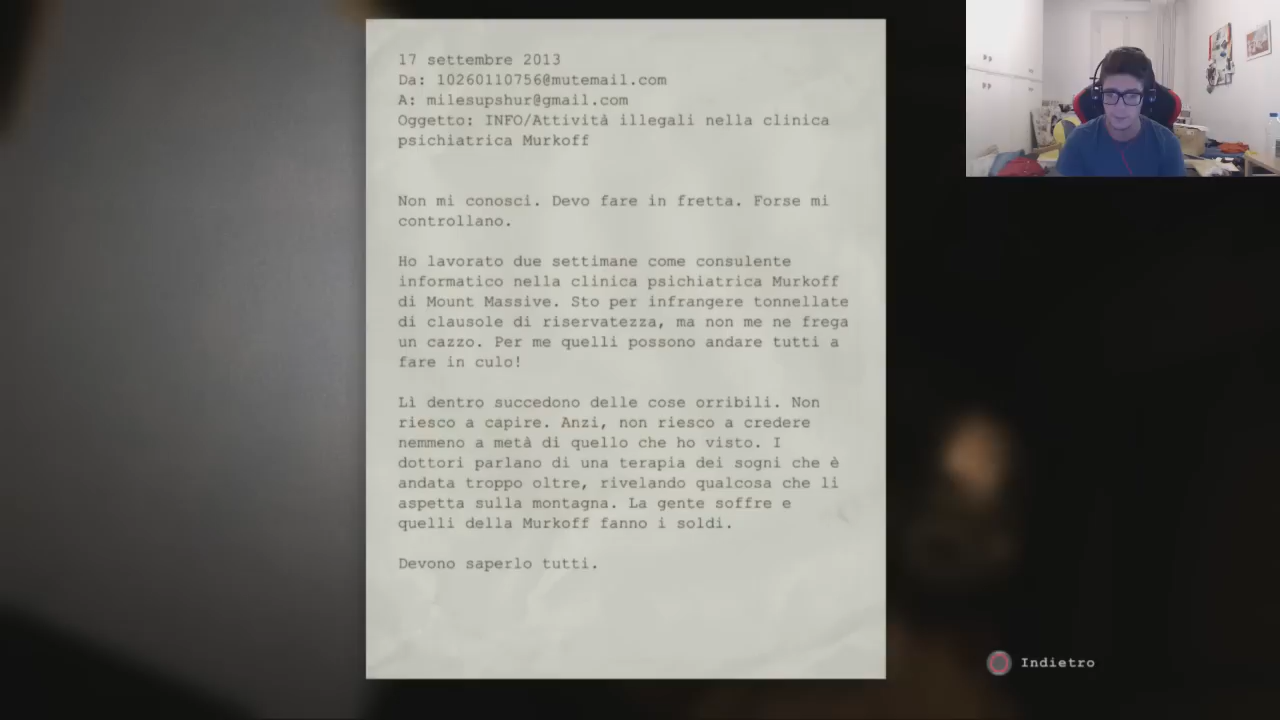 17 settembre 2013
Da: 10260110756@mutemail.com
A: milesupshur@gmail.com
Oggetto: INFO/Attività illegali nella clinica
psichiatrica Murkoff
Non mi conosci. Devo fare in fretta. Forse mi
controllano.
Ho lavorato due settimane come consulente
informatico nella clinica psichiatrica Murkoff
di Mount Massive. Sto per infrangere tonnellate
di clausole di riservatezza, ma non me ne frega
un cazzo. Per me quelli possono andare tutti a
fare in culo!
Lì dentro succedono delle cose orribili. Non
riesco a capire. Anzi, non riesco a credere
nemmeno a metà di quello che ho visto. I
dottori parlano di una terapia dei sogni che è
andata troppo oltre, rivelando qualcosa che li
aspetta sulla montagna. La gente soffre e
quelli della Murkoff fanno i soldi.
Devono saperlo tutti.
Indietro